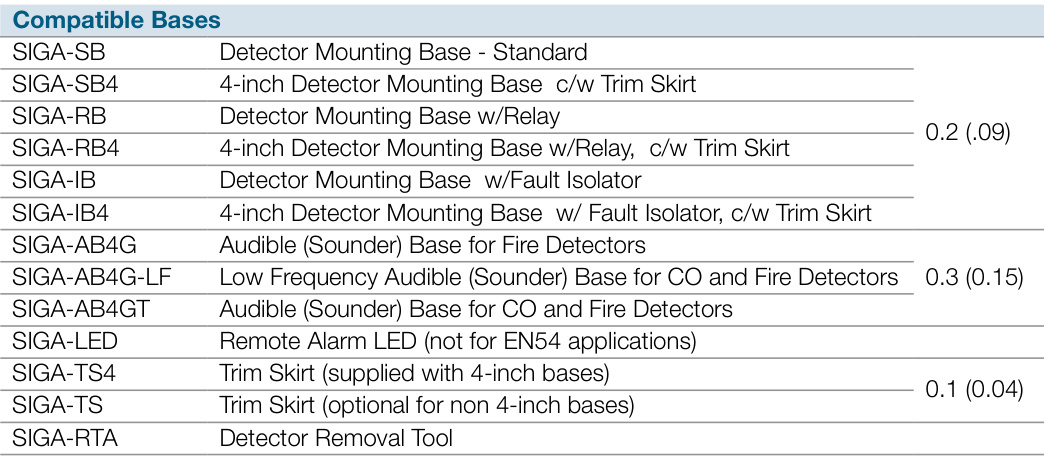 Compatible Bases
SIGA-SB Detector Mounting Base - Standard
SIGA-SB4 4-inch Detector Mounting Base c/w Trim Skirt
SIGA-RB Detector Mounting Base w/Relay
0.2 (.09)
SIGA-RB4 4-inch Detector Mounting Base w/Relay, c/w Trim Skirt
SIGA-IB Detector Mounting Base w/Fault Isolator
SIGA-IB4 4-inch Detector Mounting Base w/ Fault Isolator, c/w Trim Skirt
SIGA-AB4G Audible (Sounder) Base for Fire Detectors
SIGA-AB4G-LF Low Frequency Audible (Sounder) Base for CO and Fire Detectors 0.3 (0.15)
SIGA-AB4GT Audible (Sounder) Base for CO and Fire Detectors
SIGA-LED Remote Alarm LED (not for EN54 applications)
SIGA-TS4 Trim Skirt (supplied with 4-inch bases)
0.1 (0.04)
SIGA-TS Trim Skirt (optional for non 4-inch bases)
SIGA-RTA Detector Removal Tool